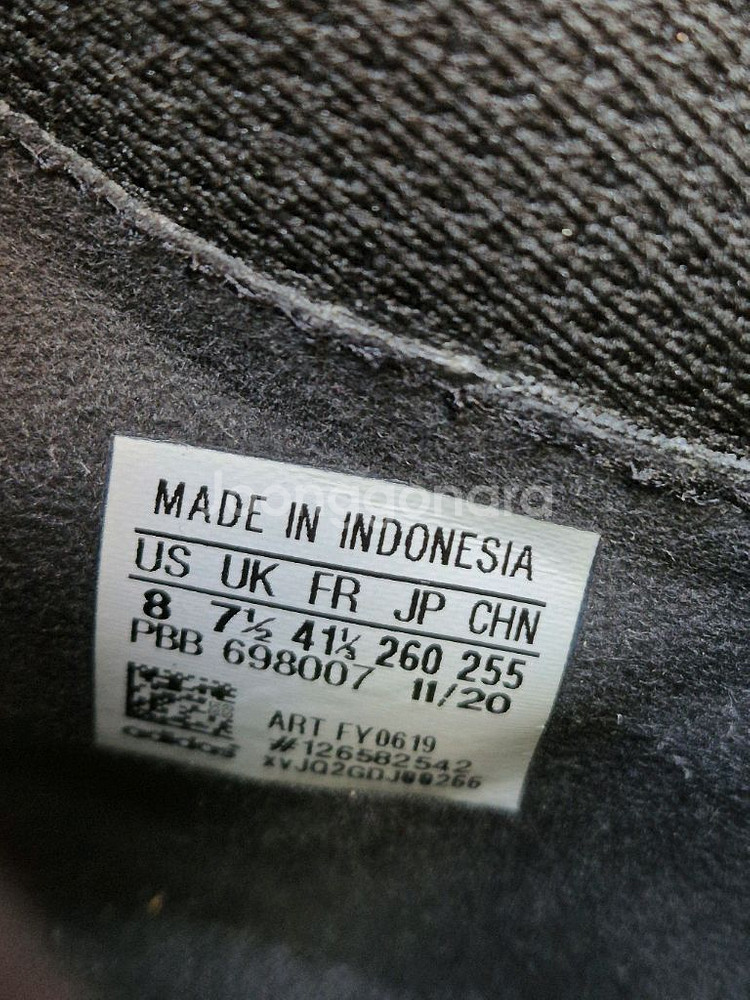 MADE IN INDONESIA
US UK FR JP CHN
8 7½ 41⅓ 260 255
PBB 698007 11/20
ART FY0619
#126582542
adidas